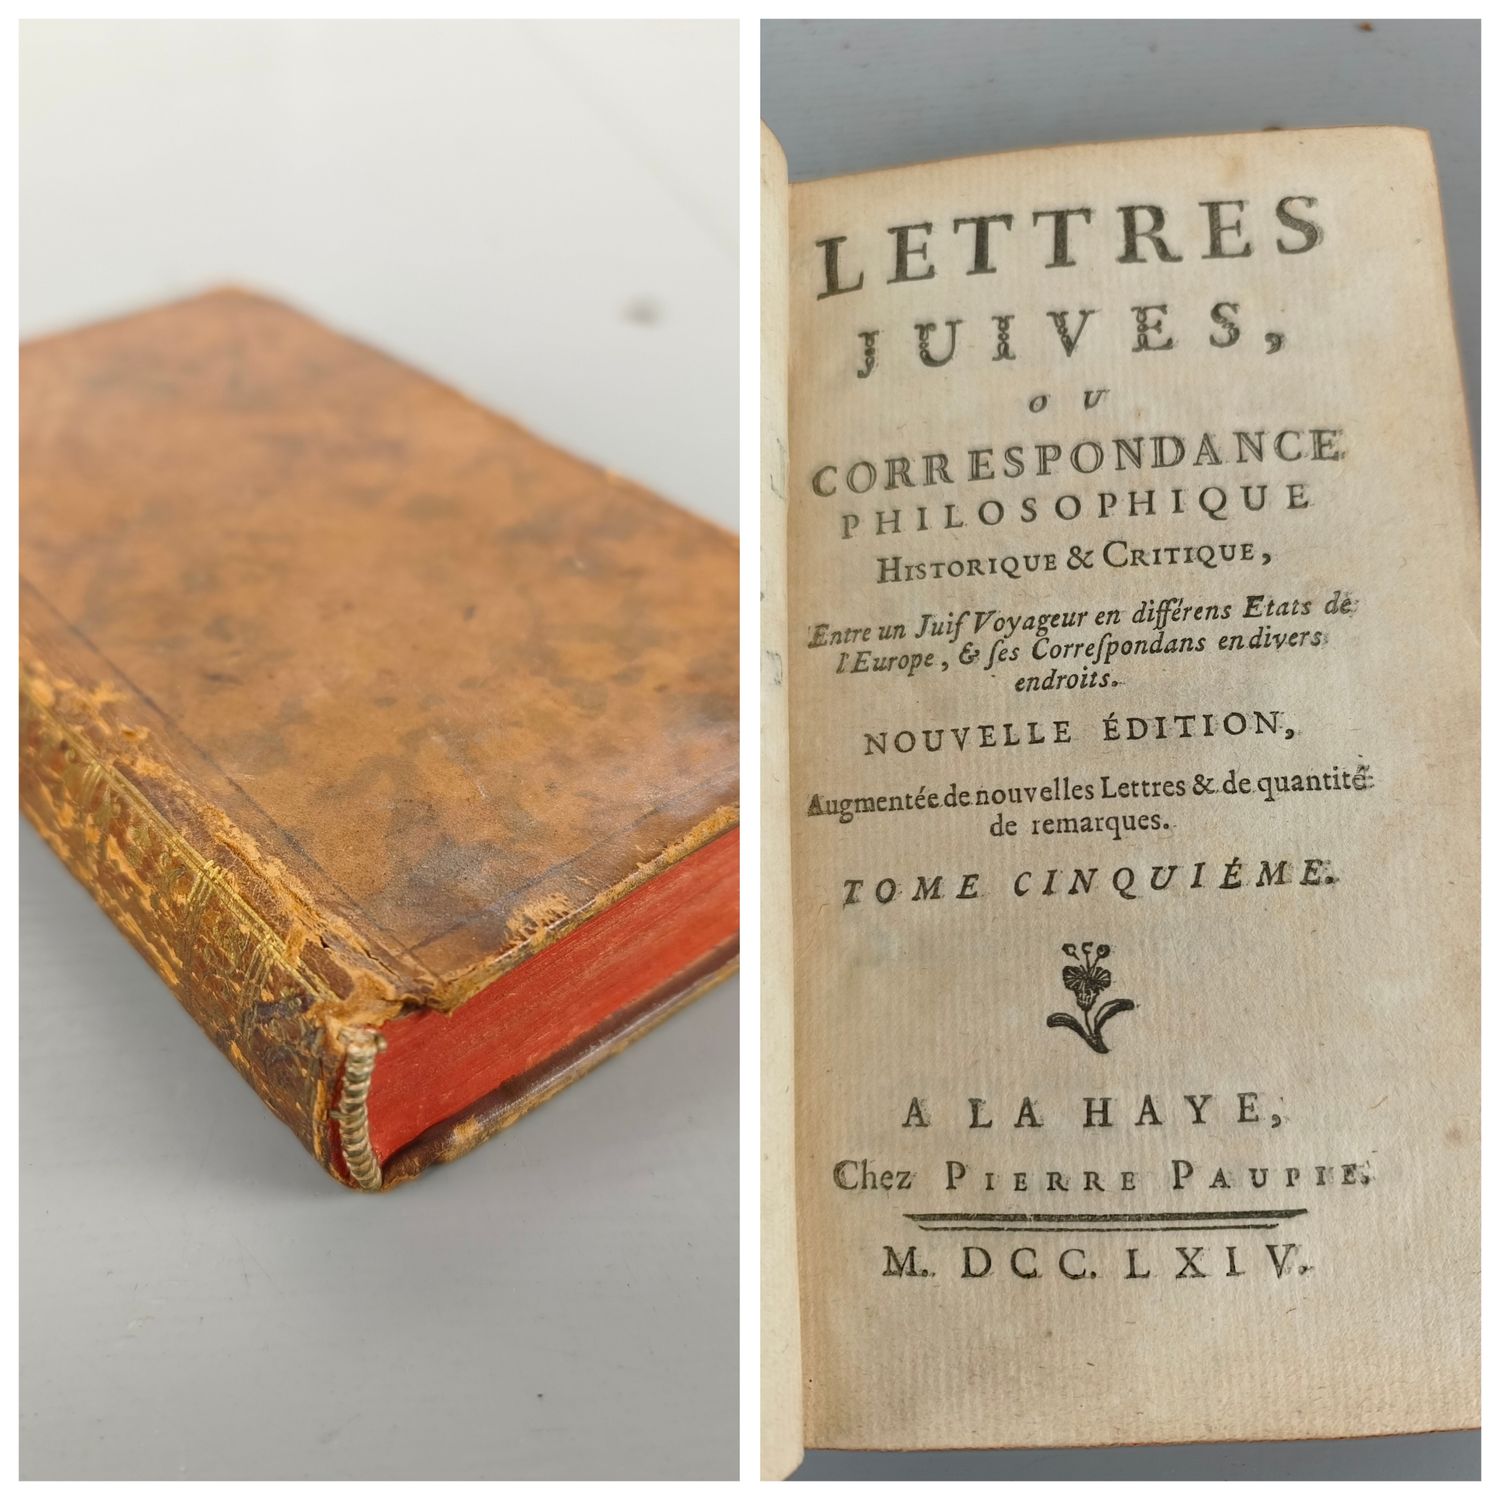 LETTRES
JUIVES,
OU
CORRESPONDANCE
PHILOSOPHIQUE
HISTORIQUE & CRITIQUE,
Entre un Juif Voyageur en différens Etats de
l'Europe, & ſes Correſpondans en divers
endroits.
NOUVELLE ÉDITION,
Augmentée de nouvelles Lettres & de quantité
de remarques.
TOME CINQUIÉME.
A LA HAYE,
Chez PIERRE PAUPIE.
M. DCC. LXIV.